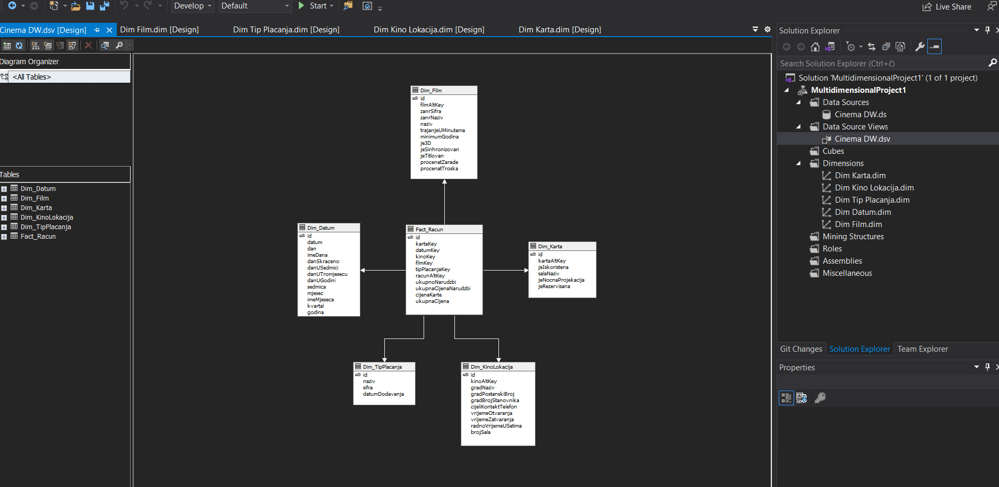 Develop
Default
Start
Live Share
Cinema DW.dsv [Design]
Dim Film.dim [Design]
Dim Tip Placanja.dim [Design]
Dim Kino Lokacija.dim [Design]
Dim Karta.dim [Design]
Diagram Organizer
<All Tables>
Tables
Dim_Datum
Dim_Film
Dim_Karta
Dim_KinoLokacija
Dim_TipPlacanja
Fact_Racun
Dim_Film
id
filmAltKey
zanrSifra
zanrNaziv
naziv
trajanjeUMinutama
minimumGodina
je3D
jeSinhronizovan
jeTitlovan
procenatZarade
procenatTroska
Dim_Datum
id
datum
dan
imeDana
danSkraceno
danUSedmici
danUTromjesecu
danUGodini
sedmica
mjesec
imeMjeseca
kvartal
godina
Fact_Racun
id
kartaKey
datumKey
kinoKey
filmKey
tipPlacanjaKey
racunAltKey
ukupnoNarudzbi
ukupnaCijenaNarudzbi
cijenaKarte
ukupnaCijena
Dim_Karta
id
kartaAltKey
jeIskoristena
salaNaziv
jeNocnaProjekacija
jeRezervisana
Dim_TipPlacanja
id
naziv
sifra
datumDodavanja
Dim_KinoLokacija
id
kinoAltKey
gradNaziv
gradPostanskiBroj
gradBrojStanovnika
cijeliKontaktTelefon
vrijemeOtvaranja
vrijemeZatvaranja
radnoVrijemeUSatima
brojSala
Solution Explorer
Search Solution Explorer (Ctrl+č)
Solution 'MultidimensionalProject1' (1 of 1 project)
MultidimensionalProject1
Data Sources
Cinema DW.ds
Data Source Views
Cinema DW.dsv
Cubes
Dimensions
Dim Karta.dim
Dim Kino Lokacija.dim
Dim Tip Placanja.dim
Dim Datum.dim
Dim Film.dim
Mining Structures
Roles
Assemblies
Miscellaneous
Git Changes
Solution Explorer
Team Explorer
Properties